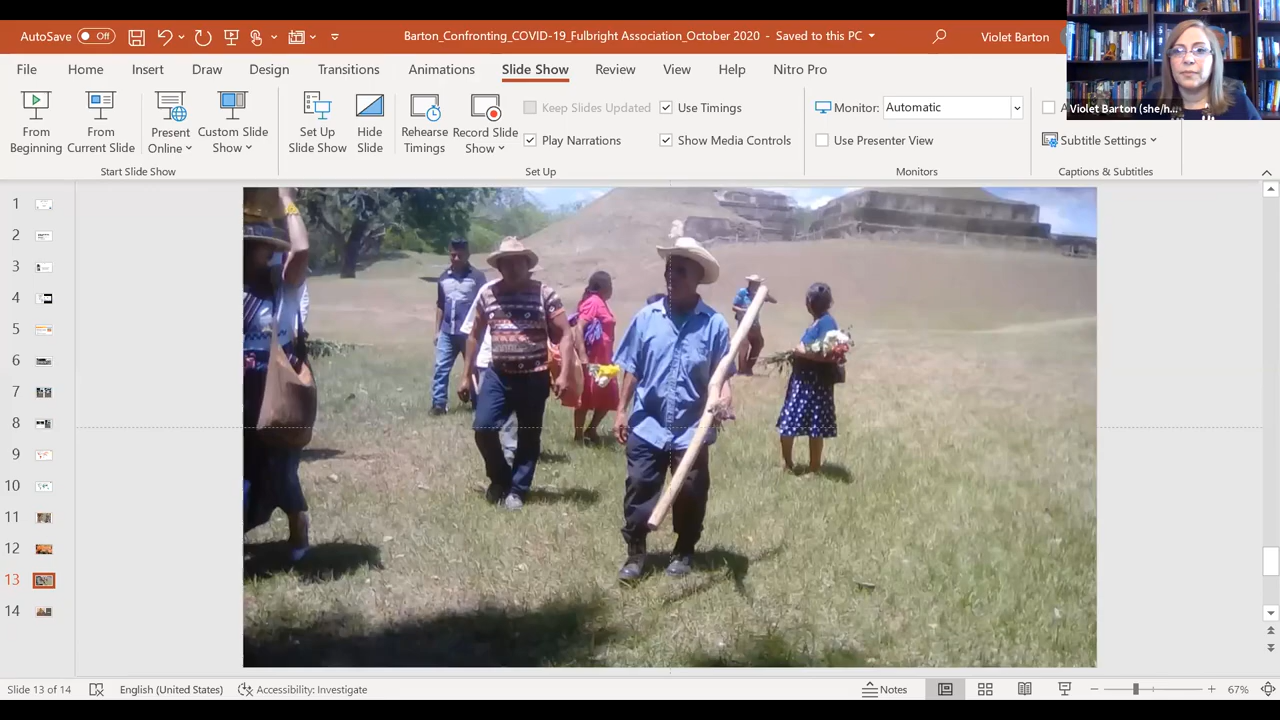 AutoSave Off Barton_Confronting_COVID-19_Fulbright Association_October 2020 - Saved to this PC Violet Barton
File Home Insert Draw Design Transitions Animations Slide Show Review View Help Nitro Pro
Violet Barton (she/h...
From Beginning
From Current Slide
Present Online
Custom Slide Show
Set Up Slide Show
Hide Slide
Rehearse Timings
Record Slide Show
Keep Slides Updated
Play Narrations
Use Timings
Show Media Controls
Monitor: Automatic
Use Presenter View
Subtitle Settings
Start Slide Show Set Up Monitors Captions & Subtitles
1
2
3
4
5
6
7
8
9
10
11
12
13
14
Slide 13 of 14 English (United States) Accessibility: Investigate Notes 67%